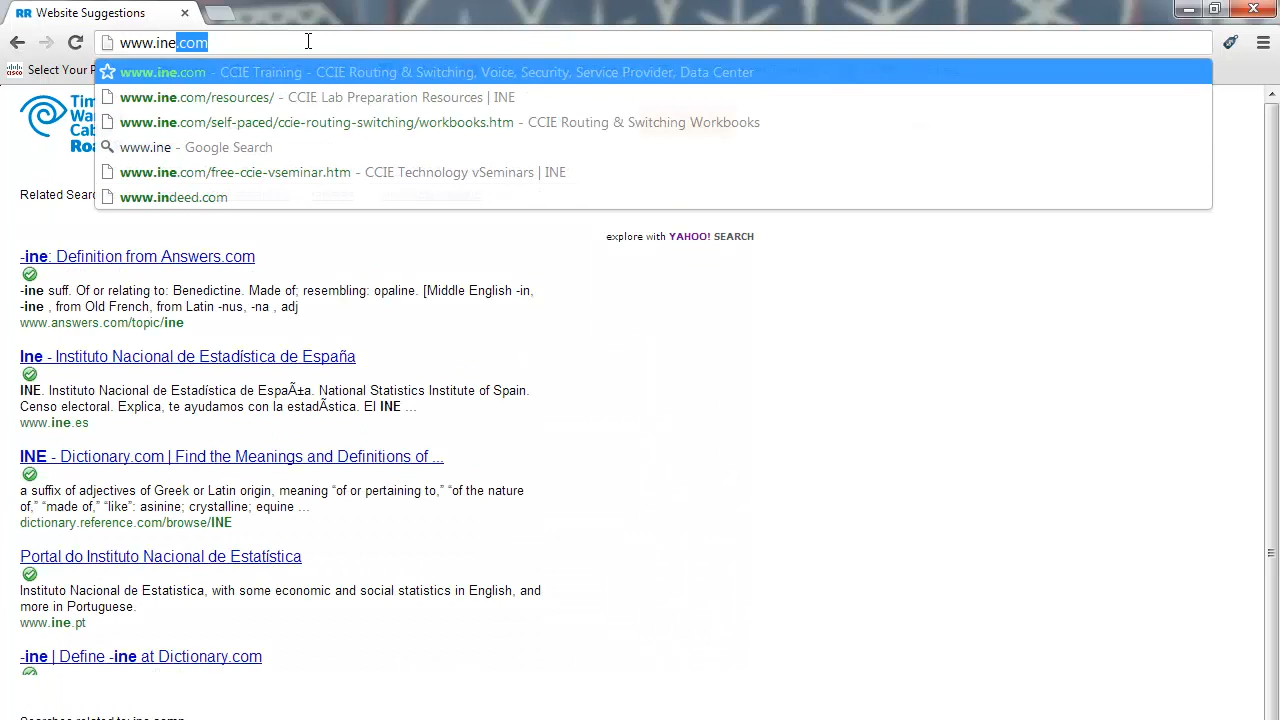 RR Website Suggestions
www.ine.com
www.ine.com - CCIE Training - CCIE Routing & Switching, Voice, Security, Service Provider, Data Center
Select Your P
www.ine.com/resources/ - CCIE Lab Preparation Resources | INE
www.ine.com/self-paced/ccie-routing-switching/workbooks.htm - CCIE Routing & Switching Workbooks
www.ine - Google Search
www.ine.com/free-ccie-vseminar.htm - CCIE Technology vSeminars | INE
www.indeed.com
Tim
War
Cab
Roa
Related Searc
explore with YAHOO! SEARCH
-ine: Definition from Answers.com
-ine suff. Of or relating to: Benedictine. Made of; resembling: opaline. [Middle English -in,
-ine , from Old French, from Latin -nus, -na , adj
www.answers.com/topic/ine
Ine - Instituto Nacional de Estadística de España
INE. Instituto Nacional de Estadística de EspaÃ±a. National Statistics Institute of Spain.
Censo electoral. Explica, te ayudamos con la estadÃstica. El INE ...
www.ine.es
INE - Dictionary.com | Find the Meanings and Definitions of ...
a suffix of adjectives of Greek or Latin origin, meaning “of or pertaining to,” “of the nature
of,” “made of,” “like”: asinine; crystalline; equine ...
dictionary.reference.com/browse/INE
Portal do Instituto Nacional de Estatística
Instituto Nacional de Estatistica, with some economic and social statistics in English, and
more in Portuguese.
www.ine.pt
-ine | Define -ine at Dictionary.com